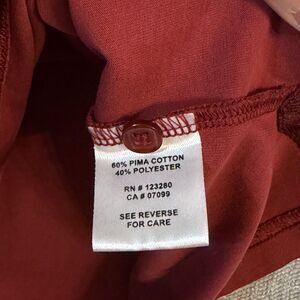 60% PIMA COTTON
40% POLYESTER
RN # 123280
CA # 07099
SEE REVERSE
FOR CARE